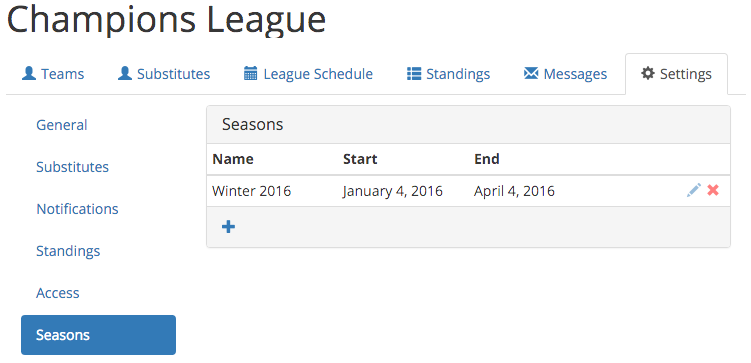 Champions League
Teams Substitutes League Schedule Standings Messages Settings
General
Substitutes
Notifications
Standings
Access
Seasons
Seasons
Name Start End
Winter 2016 January 4, 2016 April 4, 2016